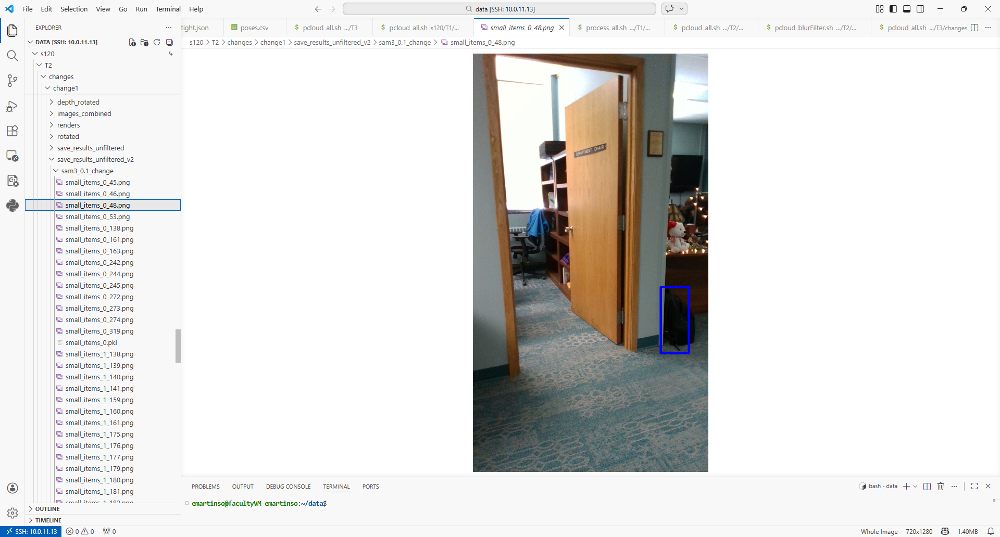 File Edit Selection View Go Run Terminal Help
data [SSH: 10.0.11.13]
EXPLORER
tight.json
poses.csv
$ pcloud_all.sh .../T3
$ pcloud_all.sh s120/T1/...
small_items_0_48.png
$ process_all.sh .../T1/...
$ pcloud_all.sh .../T2/...
$ pcloud_blurFilter.sh .../T2/...
$ pcloud_all.sh .../T3/changes
s120 > T2 > changes > change1 > save_results_unfiltered_v2 > sam3_0.1_change > small_items_0_48.png
DATA [SSH: 10.0.11.13]
s120
T2
changes
change1
depth_rotated
images_combined
renders
rotated
save_results_unfiltered
save_results_unfiltered_v2
sam3_0.1_change
small_items_0_45.png
small_items_0_46.png
small_items_0_48.png
small_items_0_53.png
small_items_0_138.png
small_items_0_161.png
small_items_0_163.png
small_items_0_242.png
small_items_0_244.png
small_items_0_245.png
small_items_0_272.png
small_items_0_273.png
small_items_0_274.png
small_items_0_319.png
small_items_0.pkl
small_items_1_138.png
small_items_1_139.png
small_items_1_140.png
small_items_1_141.png
small_items_1_159.png
small_items_1_160.png
small_items_1_161.png
small_items_1_175.png
small_items_1_176.png
small_items_1_177.png
small_items_1_179.png
small_items_1_180.png
small_items_1_181.png
OUTLINE
TIMELINE
DEPARTMENT CHAIR
PROBLEMS OUTPUT DEBUG CONSOLE TERMINAL PORTS
bash - data
emartinso@facultyVM-emartinso:~/data$
SSH: 10.0.11.13 0 0 0
Whole Image 720x1280 1.40MB